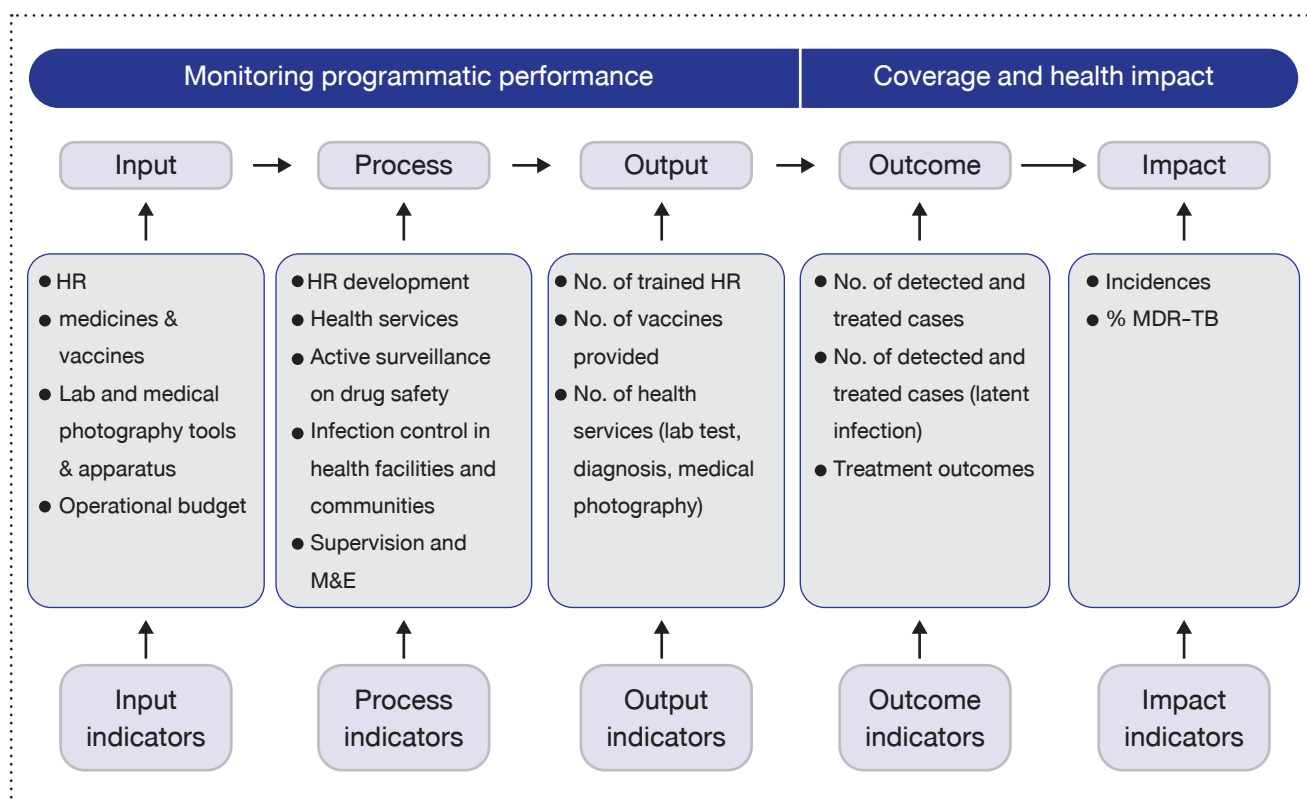 Monitoring programmatic performance
Coverage and health impact
Input
Process
Output
Outcome
Impact
● HR
● medicines &
vaccines
● Lab and medical
photography tools
& apparatus
● Operational budget
● HR development
● Health services
● Active surveillance
on drug safety
● Infection control in
health facilities and
communities
● Supervision and
M&E
● No. of trained HR
● No. of vaccines
provided
● No. of health
services (lab test,
diagnosis, medical
photography)
● No. of detected and
treated cases
● No. of detected and
treated cases (latent
infection)
● Treatment outcomes
● Incidences
● % MDR-TB
Input
indicators
Process
indicators
Output
indicators
Outcome
indicators
Impact
indicators